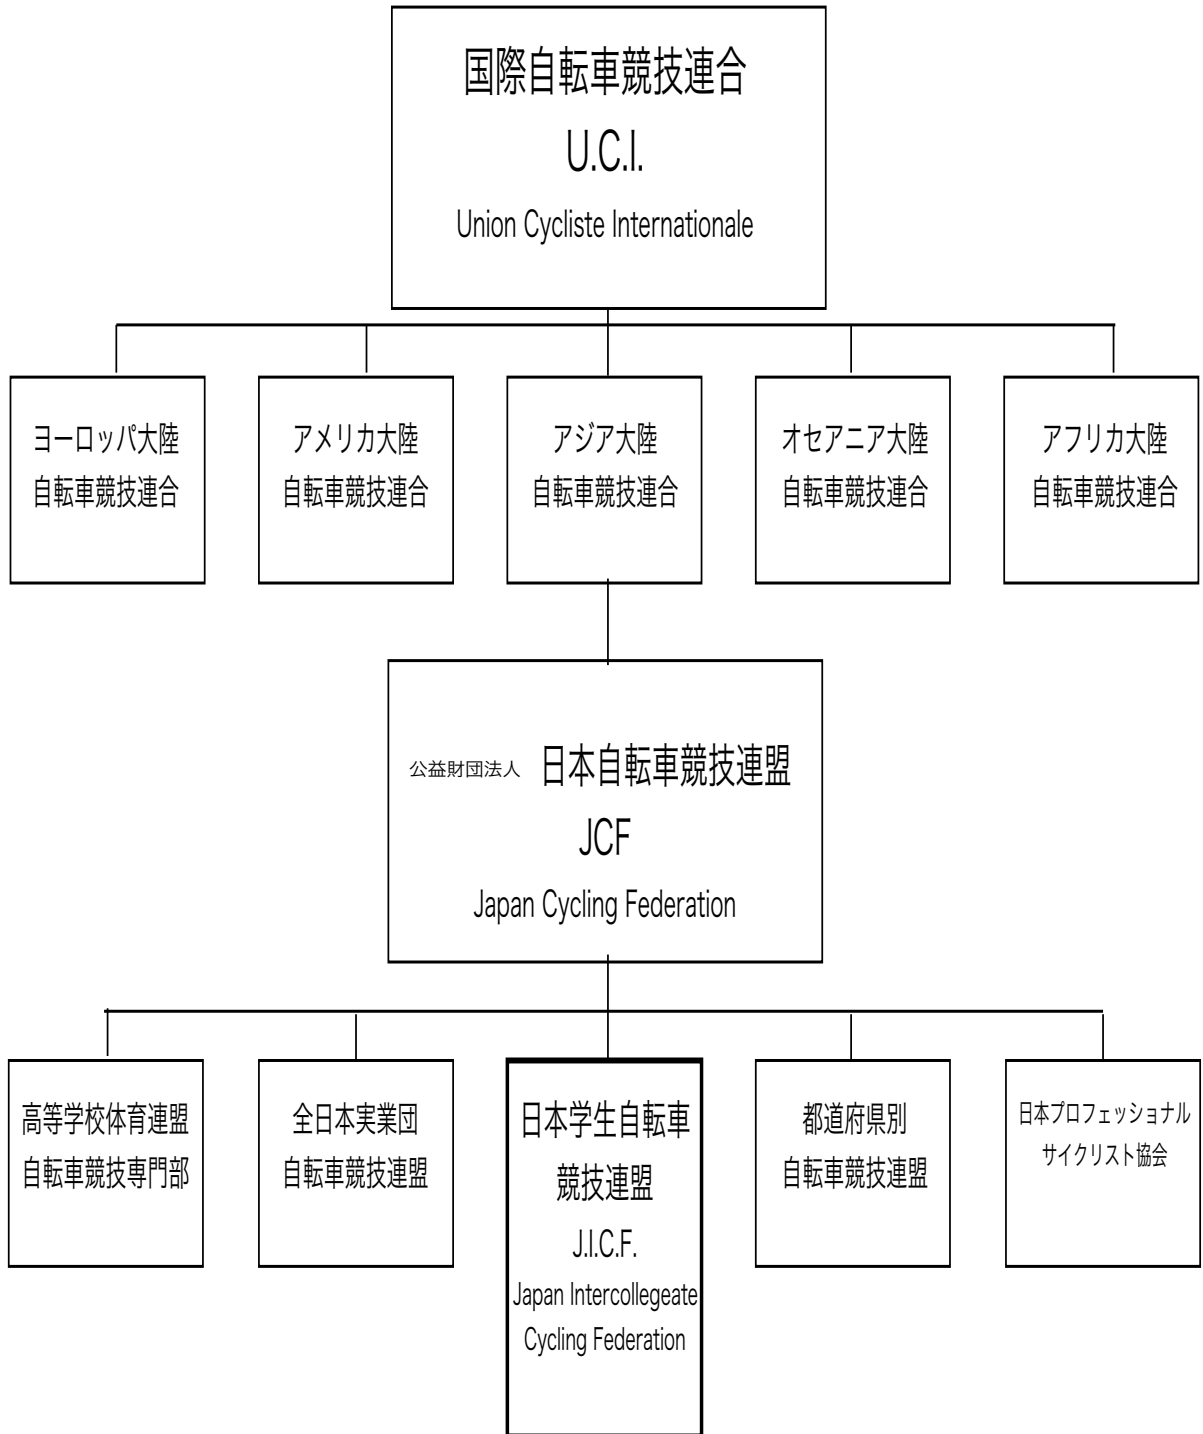 国際自転車競技連合
U.C.I.
Union Cycliste Internationale
ヨーロッパ大陸
自転車競技連合
アメリカ大陸
自転車競技連合
アジア大陸
自転車競技連合
オセアニア大陸
自転車競技連合
アフリカ大陸
自転車競技連合
公益財団法人 日本自転車競技連盟
JCF
Japan Cycling Federation
高等学校体育連盟
自転車競技専門部
全日本実業団
自転車競技連盟
日本学生自転車
競技連盟
J.I.C.F.
Japan Intercollegeate
Cycling Federation
都道府県別
自転車競技連盟
日本プロフェッショナル
サイクリスト協会